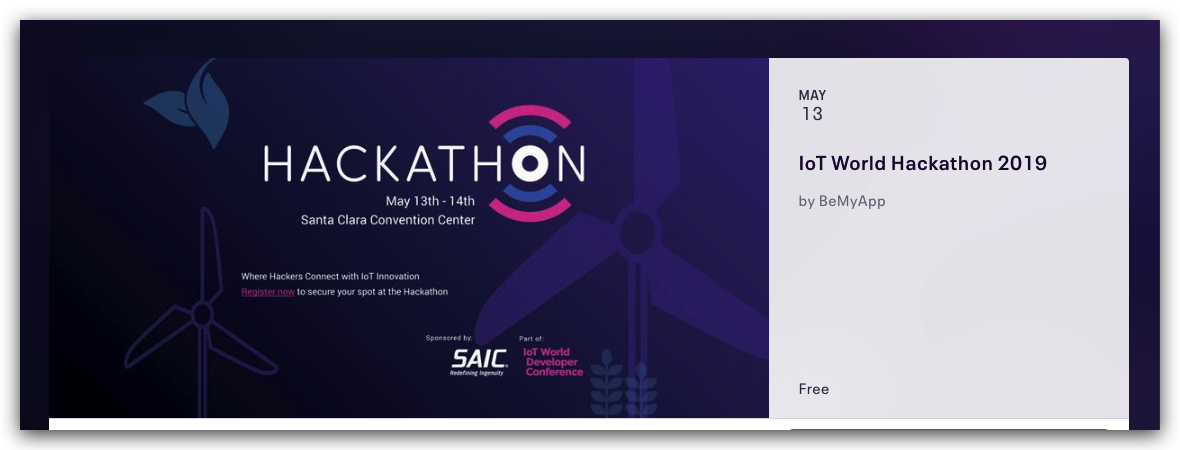 HACKATHON
May 13th - 14th
Santa Clara Convention Center
Where Hackers Connect with IoT Innovation
Register now to secure your spot at the Hackathon
Sponsored by:
SAIC
Redefining Ingenuity
Part of:
IoT World
Developer
Conference
MAY
13
IoT World Hackathon 2019
by BeMyApp
Free